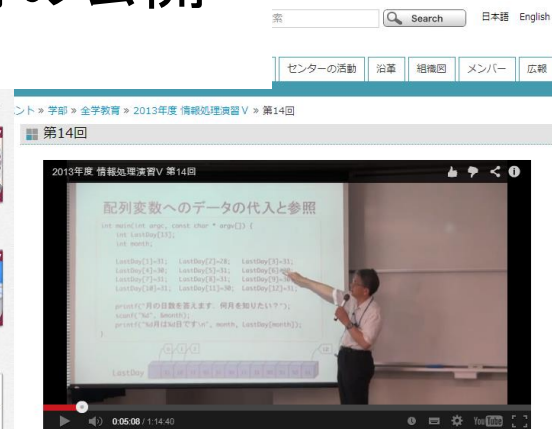 の公開
索
Search 日本語 English
センターの活動 沿革 組織図 メンバー 広報
ント » 学部 » 全学教育 » 2013年度 情報処理演習Ⅴ » 第14回
第14回
2013年度 情報処理演習Ⅴ 第14回
配列変数へのデータの代入と参照
int main(int argc, const char * argv[]) {
int LastDay[13];
int month;
LastDay[1]=31; LastDay[2]=28; LastDay[3]=31;
LastDay[4]=30; LastDay[5]=31; LastDay[6]=
LastDay[7]=31; LastDay[8]=31; LastDay[9]=
LastDay[10]=31; LastDay[11]=30; LastDay[12]=31;
printf("月の日数を答えます. 何月を知りたい？");
scanf("%d", &month);
printf("%d月は%d日です\n", month, LastDay[month]);
}
LastDay
0:05:08 / 1:14:40
YouTube